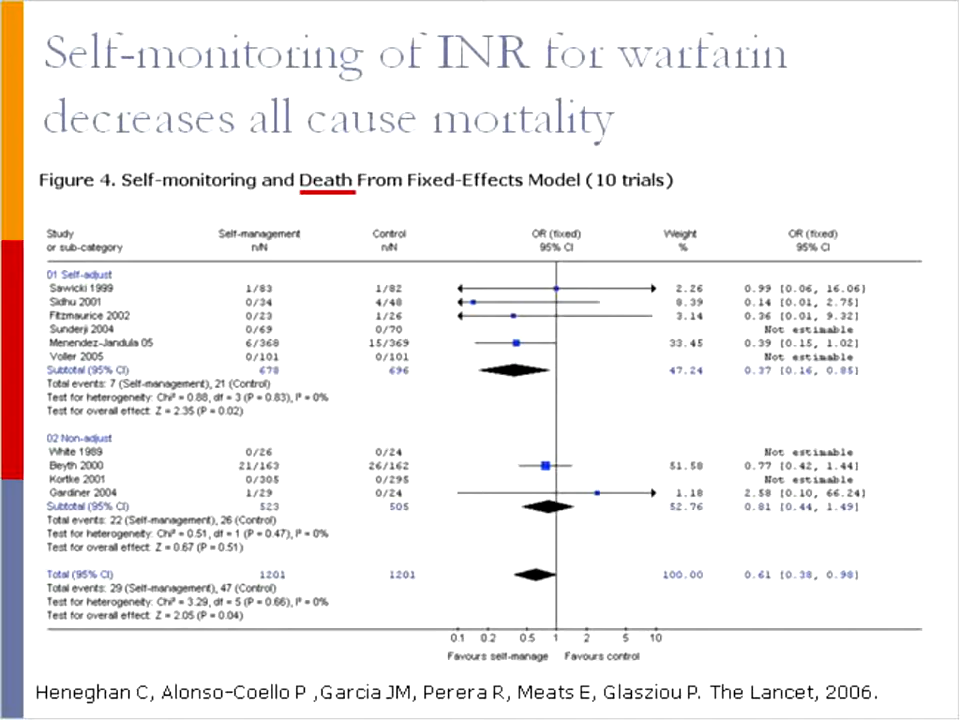 Self-monitoring of INR for warfarin
decreases all cause mortality
Figure 4. Self-monitoring and Death From Fixed-Effects Model (10 trials)
Study Self-management Control OR (fixed) Weight OR (fixed)
or sub-category n/N n/N 95% CI % 95% CI
01 Self-adjust
Sawicki 1999 1/83 1/82 2.26 0.99 [0.06, 16.06]
Sidhu 2001 0/34 4/48 8.39 0.14 [0.01, 2.75]
Fitzmaurice 2002 0/23 1/26 3.14 0.36 [0.01, 9.32]
Sunderji 2004 0/69 0/70 Not estimable
Menendez-Jandula 05 6/368 15/369 33.45 0.39 [0.15, 1.02]
Voller 2005 0/101 0/101 Not estimable
Subtotal (95% CI) 678 696 47.24 0.37 [0.16, 0.85]
Total events: 7 (Self-management), 21 (Control)
Test for heterogeneity: Chi² = 0.88, df = 3 (P = 0.83), I² = 0%
Test for overall effect: Z = 2.35 (P = 0.02)
02 Non-adjust
White 1989 0/26 0/24 Not estimable
Beyth 2000 21/163 26/162 51.58 0.77 [0.42, 1.44]
Kortke 2001 0/305 0/295 Not estimable
Gardiner 2004 1/29 0/24 1.18 2.58 [0.10, 66.24]
Subtotal (95% CI) 523 505 52.76 0.81 [0.44, 1.49]
Total events: 22 (Self-management), 26 (Control)
Test for heterogeneity: Chi² = 0.51, df = 1 (P = 0.47), I² = 0%
Test for overall effect: Z = 0.67 (P = 0.51)
Total (95% CI) 1201 1201 100.00 0.61 [0.38, 0.98]
Total events: 29 (Self-management), 47 (Control)
Test for heterogeneity: Chi² = 3.29, df = 5 (P = 0.66), I² = 0%
Test for overall effect: Z = 2.05 (P = 0.04)
0.1 0.2 0.5 1 2 5 10
Favours self-manage Favours control
Heneghan C, Alonso-Coello P ,Garcia JM, Perera R, Meats E, Glasziou P. The Lancet, 2006.